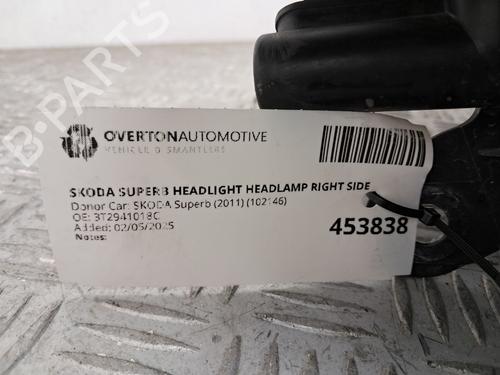 B-PARTS
OVERTONAUTOMOTIVE
VEHICLE DISMANTLERS
SKODA SUPERB HEADLIGHT HEADLAMP RIGHT SIDE
Donor Car: SKODA Superb (2011) (102146)
OE: 3T2941018C
Added: 02/05/2025
Notes:
453838